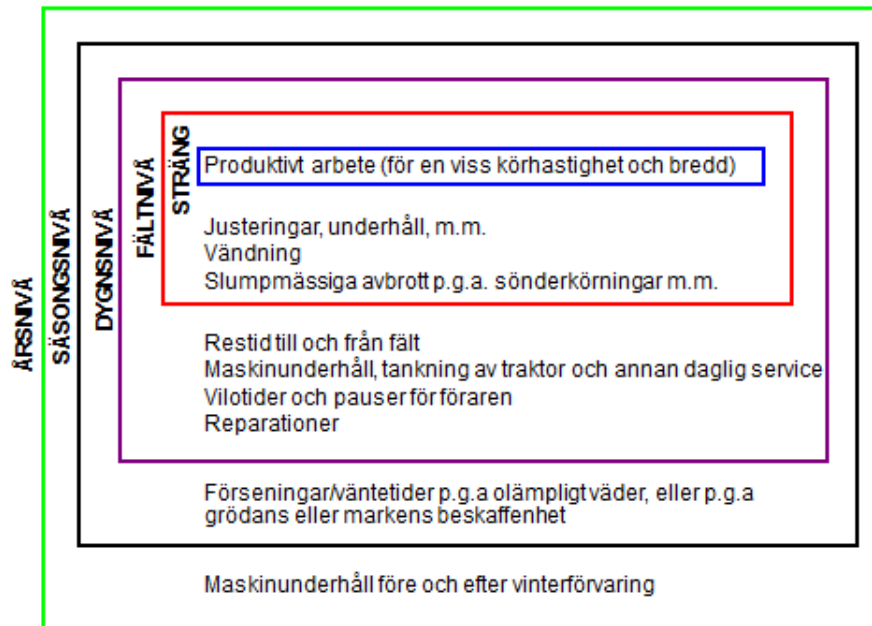 ÅRSNIVÅ
SÄSONGSNIVÅ
DYGNSNIVÅ
FÄLTNIVÅ
STRÄNG
Produktivt arbete (för en viss körhastighet och bredd)
Justeringar, underhåll, m.m.
Vändning
Slumpmässiga avbrott p.g.a. sönderkörningar m.m.
Restid till och från fält
Maskinunderhåll, tankning av traktor och annan daglig service
Vilotider och pauser för föraren
Reparationer
Förseningar/väntetider p.g.a olämpligt väder, eller p.g.a
grödans eller markens beskaffenhet
Maskinunderhåll före och efter vinterförvaring